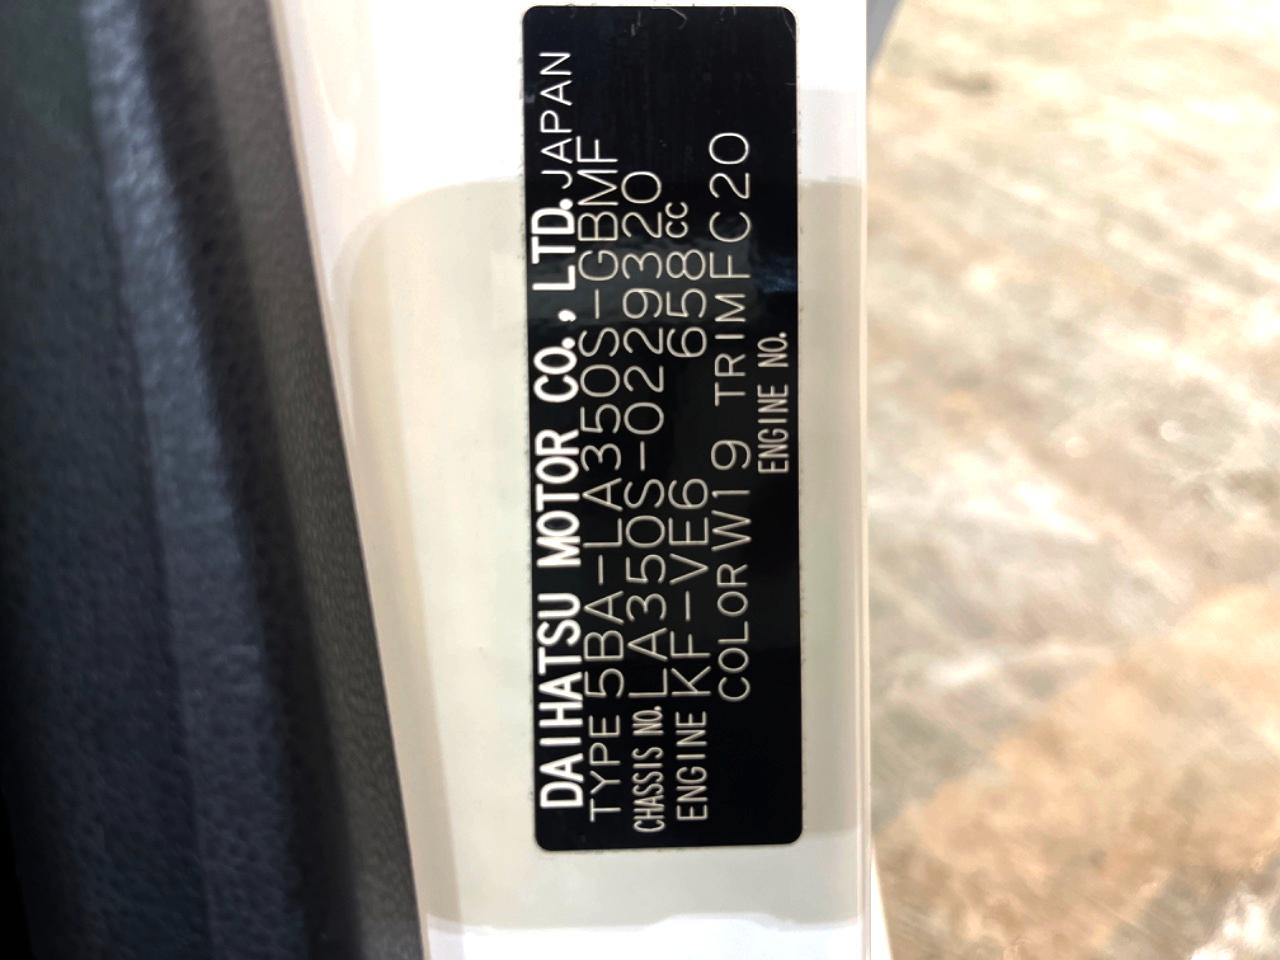 DAIHATSU MOTOR CO., LTD. JAPAN
TYPE 5BA-LA350S-GBMF
CHASSIS NO. LA350S-0229320
ENGINE KF-VE6 658cc
COLOR W19 TRIM FC20
ENGINE NO.